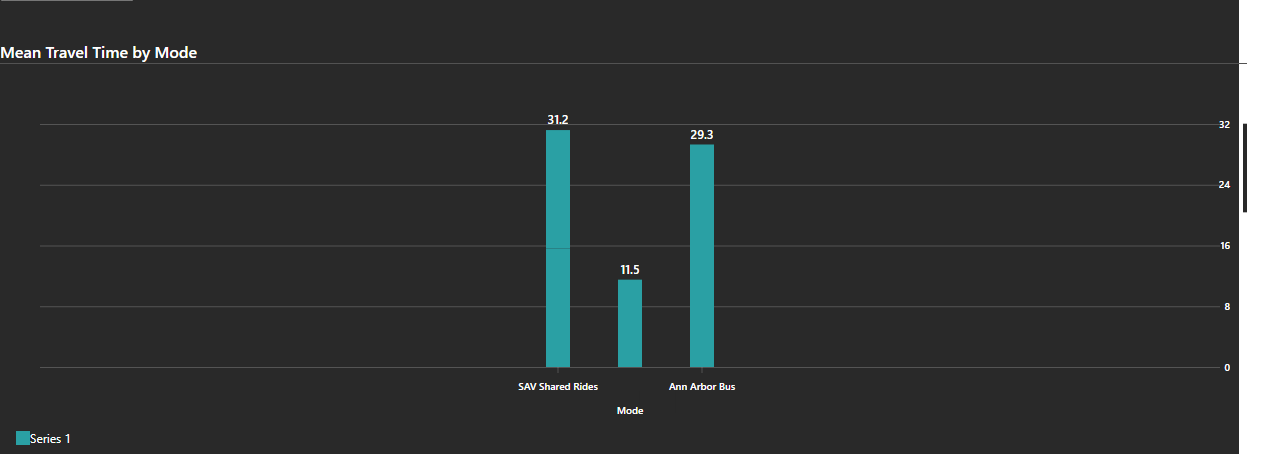 Mean Travel Time by Mode
31.2
29.3
11.5
32
24
16
8
0
SAV Shared Rides
Ann Arbor Bus
Mode
Series 1